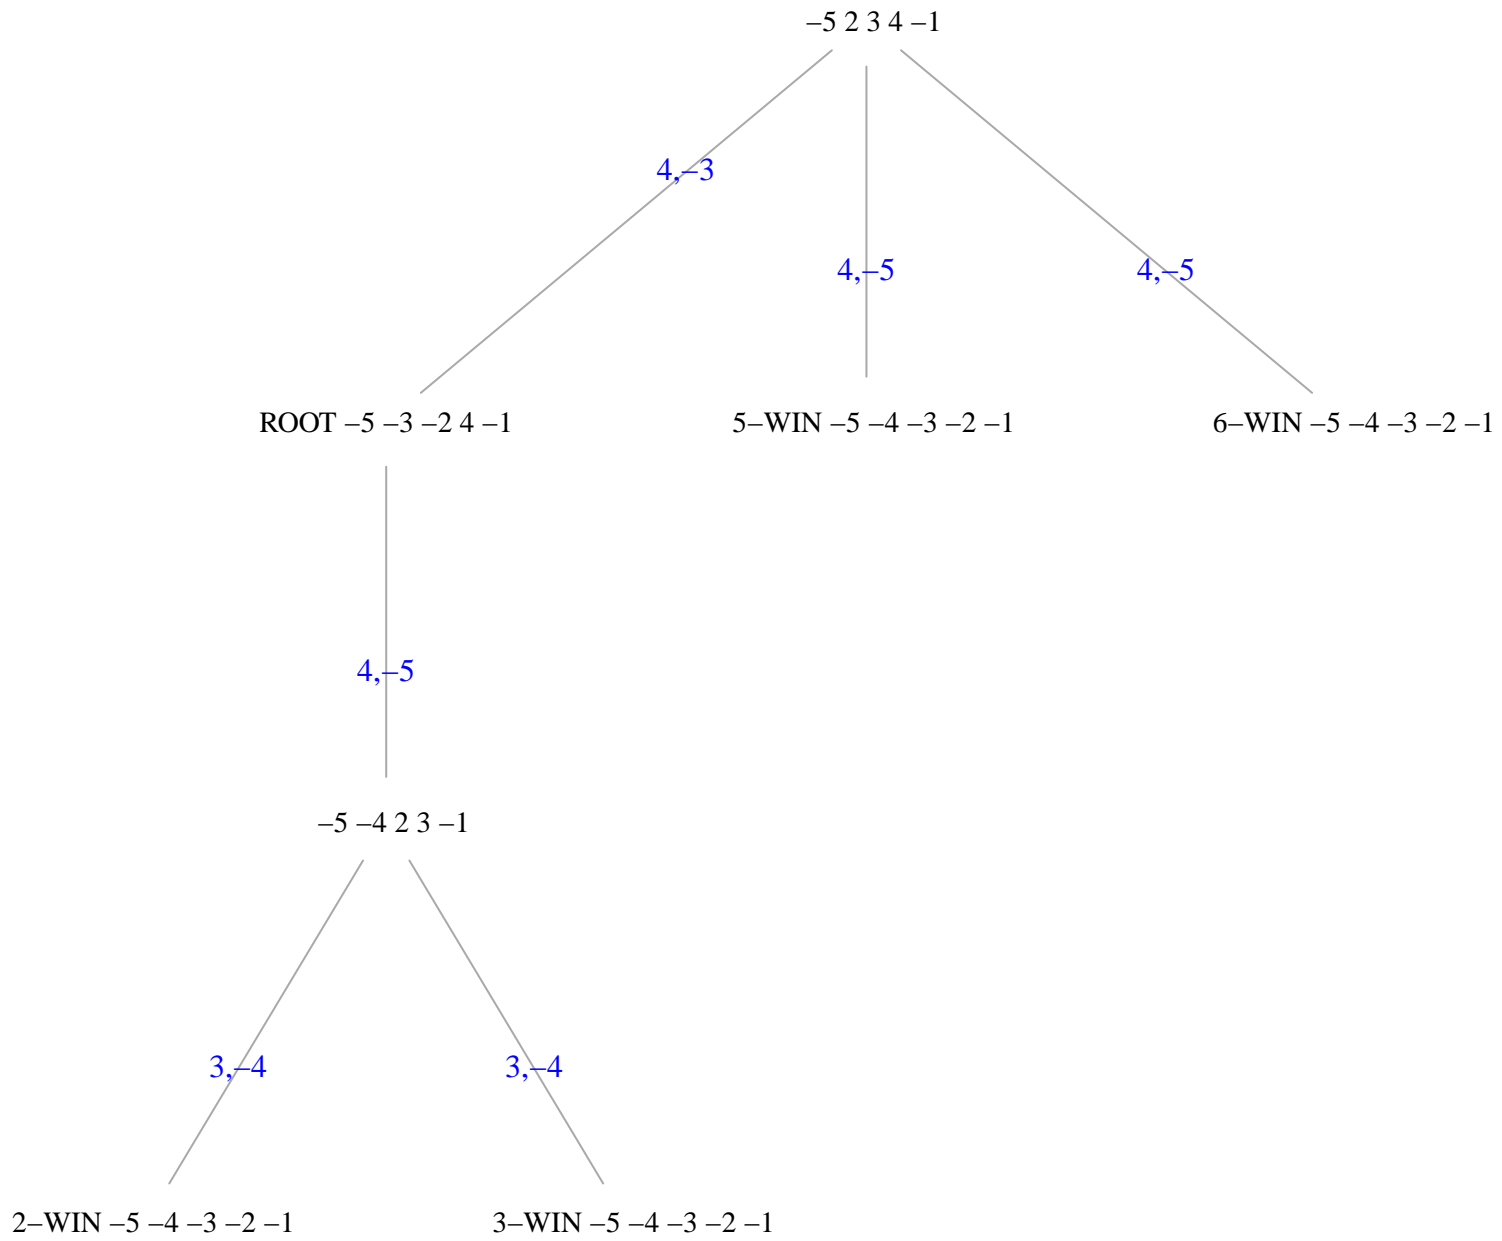 –5 2 3 4 –1
4,–3
4,–5
4,–5
ROOT –5 –3 –2 4 –1
5–WIN –5 –4 –3 –2 –1
6–WIN –5 –4 –3 –2 –1
4,–5
–5 –4 2 3 –1
3,–4
3,–4
2–WIN –5 –4 –3 –2 –1
3–WIN –5 –4 –3 –2 –1